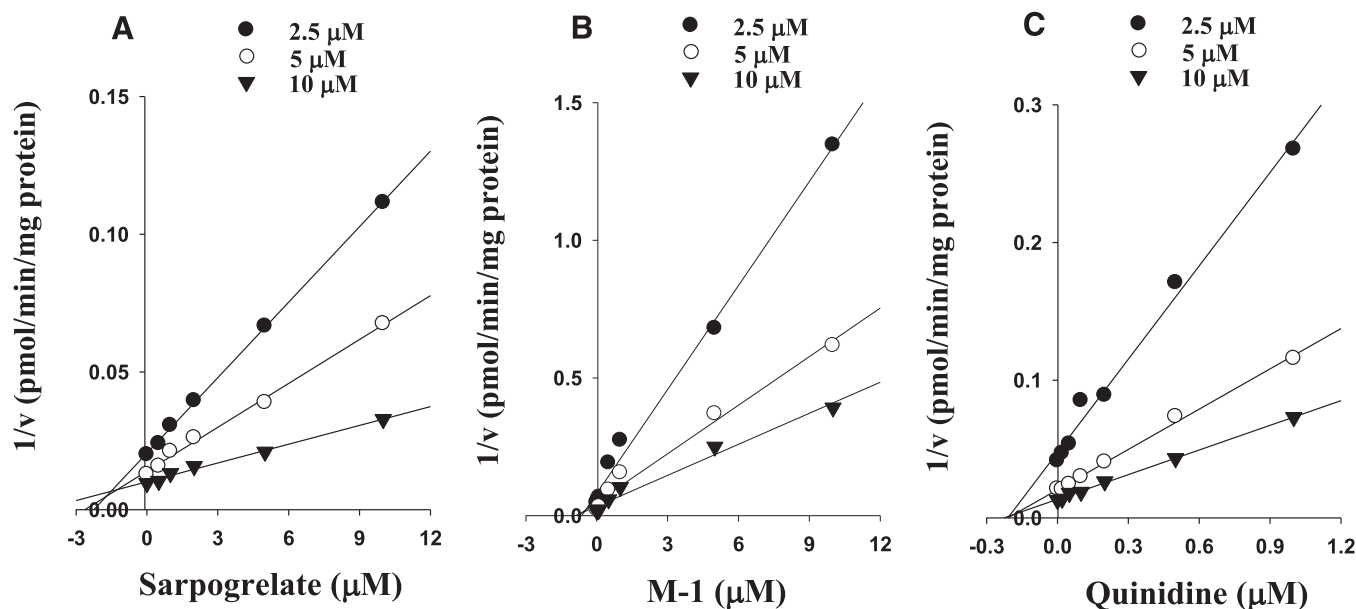 A
2.5 μM
5 μM
10 μM
1/v (pmol/min/mg protein)
0.15
0.10
0.05
0.00
-3 0 3 6 9 12
Sarpogrelate (μM)
B
2.5 μM
5 μM
10 μM
1/v (pmol/min/mg protein)
1.5
1.0
0.5
0.0
-3 0 3 6 9 12
M-1 (μM)
C
2.5 μM
5 μM
10 μM
1/v (pmol/min/mg protein)
0.3
0.2
0.1
0.0
-0.3 0.0 0.3 0.6 0.9 1.2
Quinidine (μM)